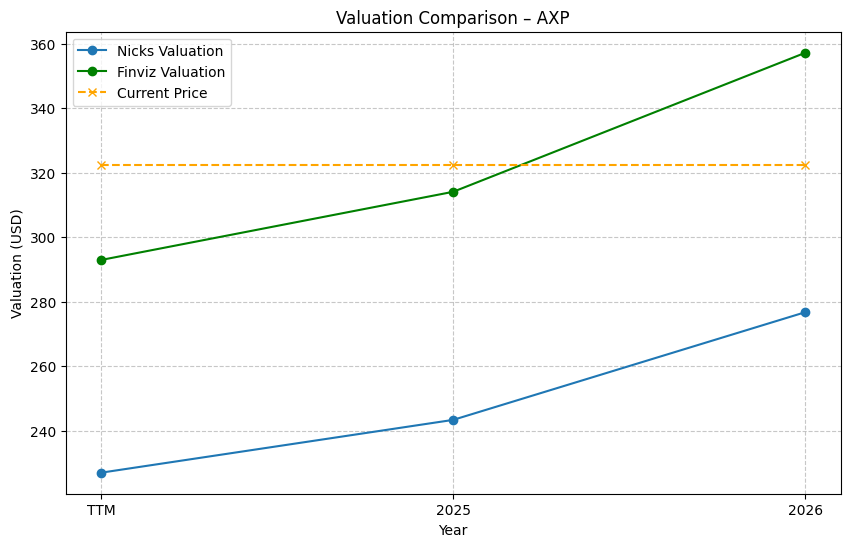 Valuation Comparison – AXP
Nicks Valuation
Finviz Valuation
Current Price
Valuation (USD)
360
340
320
300
280
260
240
TTM
2025
2026
Year